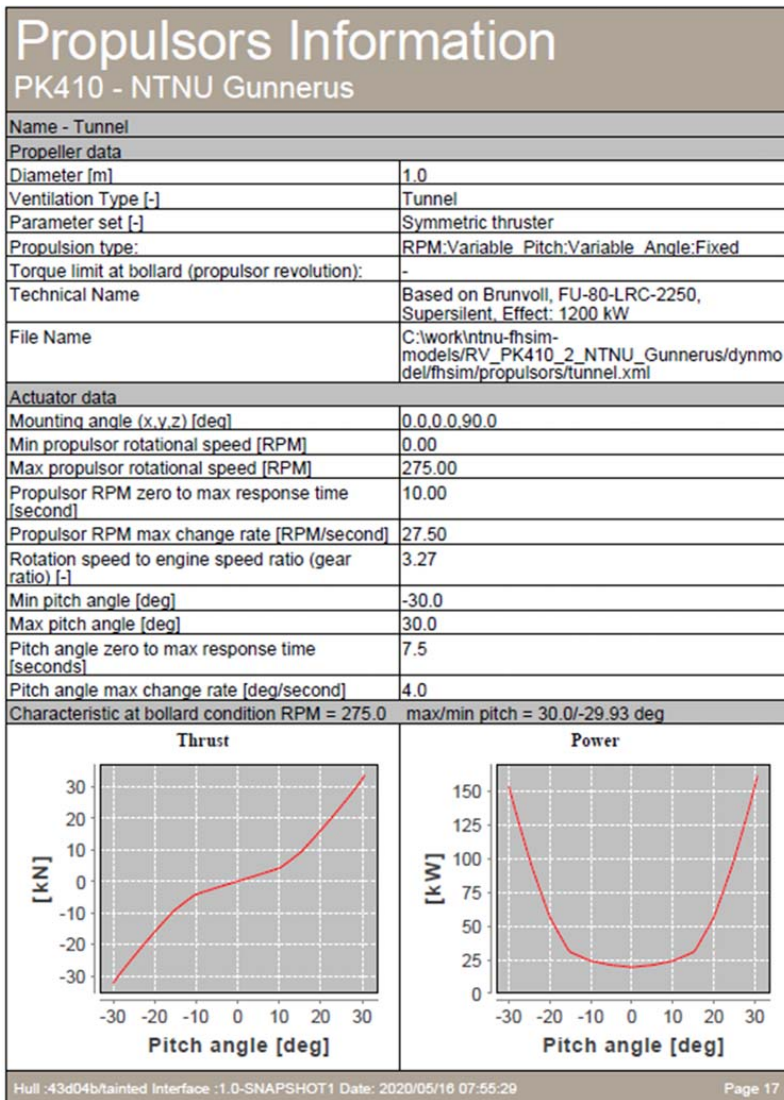 Propulsors Information
PK410 - NTNU Gunnerus
Name - Tunnel
Propeller data
Diameter [m] 1.0
Ventilation Type [-] Tunnel
Parameter set [-] Symmetric thruster
Propulsion type: RPM:Variable Pitch:Variable Angle:Fixed
Torque limit at bollard (propulsor revolution): -
Technical Name Based on Brunvoll, FU-80-LRC-2250,
Supersilent, Effect: 1200 kW
File Name C:\work\ntnu-fhsim-
models/RV_PK410_2_NTNU_Gunnerus/dynmo
del/fhsim/propulsors/tunnel.xml
Actuator data
Mounting angle (x,y,z) [deg] 0.0,0.0,90.0
Min propulsor rotational speed [RPM] 0.00
Max propulsor rotational speed [RPM] 275.00
Propulsor RPM zero to max response time 10.00
[second]
Propulsor RPM max change rate [RPM/second] 27.50
Rotation speed to engine speed ratio (gear 3.27
ratio) [-]
Min pitch angle [deg] -30.0
Max pitch angle [deg] 30.0
Pitch angle zero to max response time 7.5
[seconds]
Pitch angle max change rate [deg/second] 4.0
Characteristic at bollard condition RPM = 275.0 max/min pitch = 30.0/-29.93 deg
Thrust
30
20
10
0
-10
-20
-30
[kN]
-30 -20 -10 0 10 20 30
Pitch angle [deg]
Power
150
125
100
75
50
25
0
[kW]
-30 -20 -10 0 10 20 30
Pitch angle [deg]
Hull :43d04b/tainted Interface :1.0-SNAPSHOT1 Date: 2020/05/16 07:55:29 Page 17